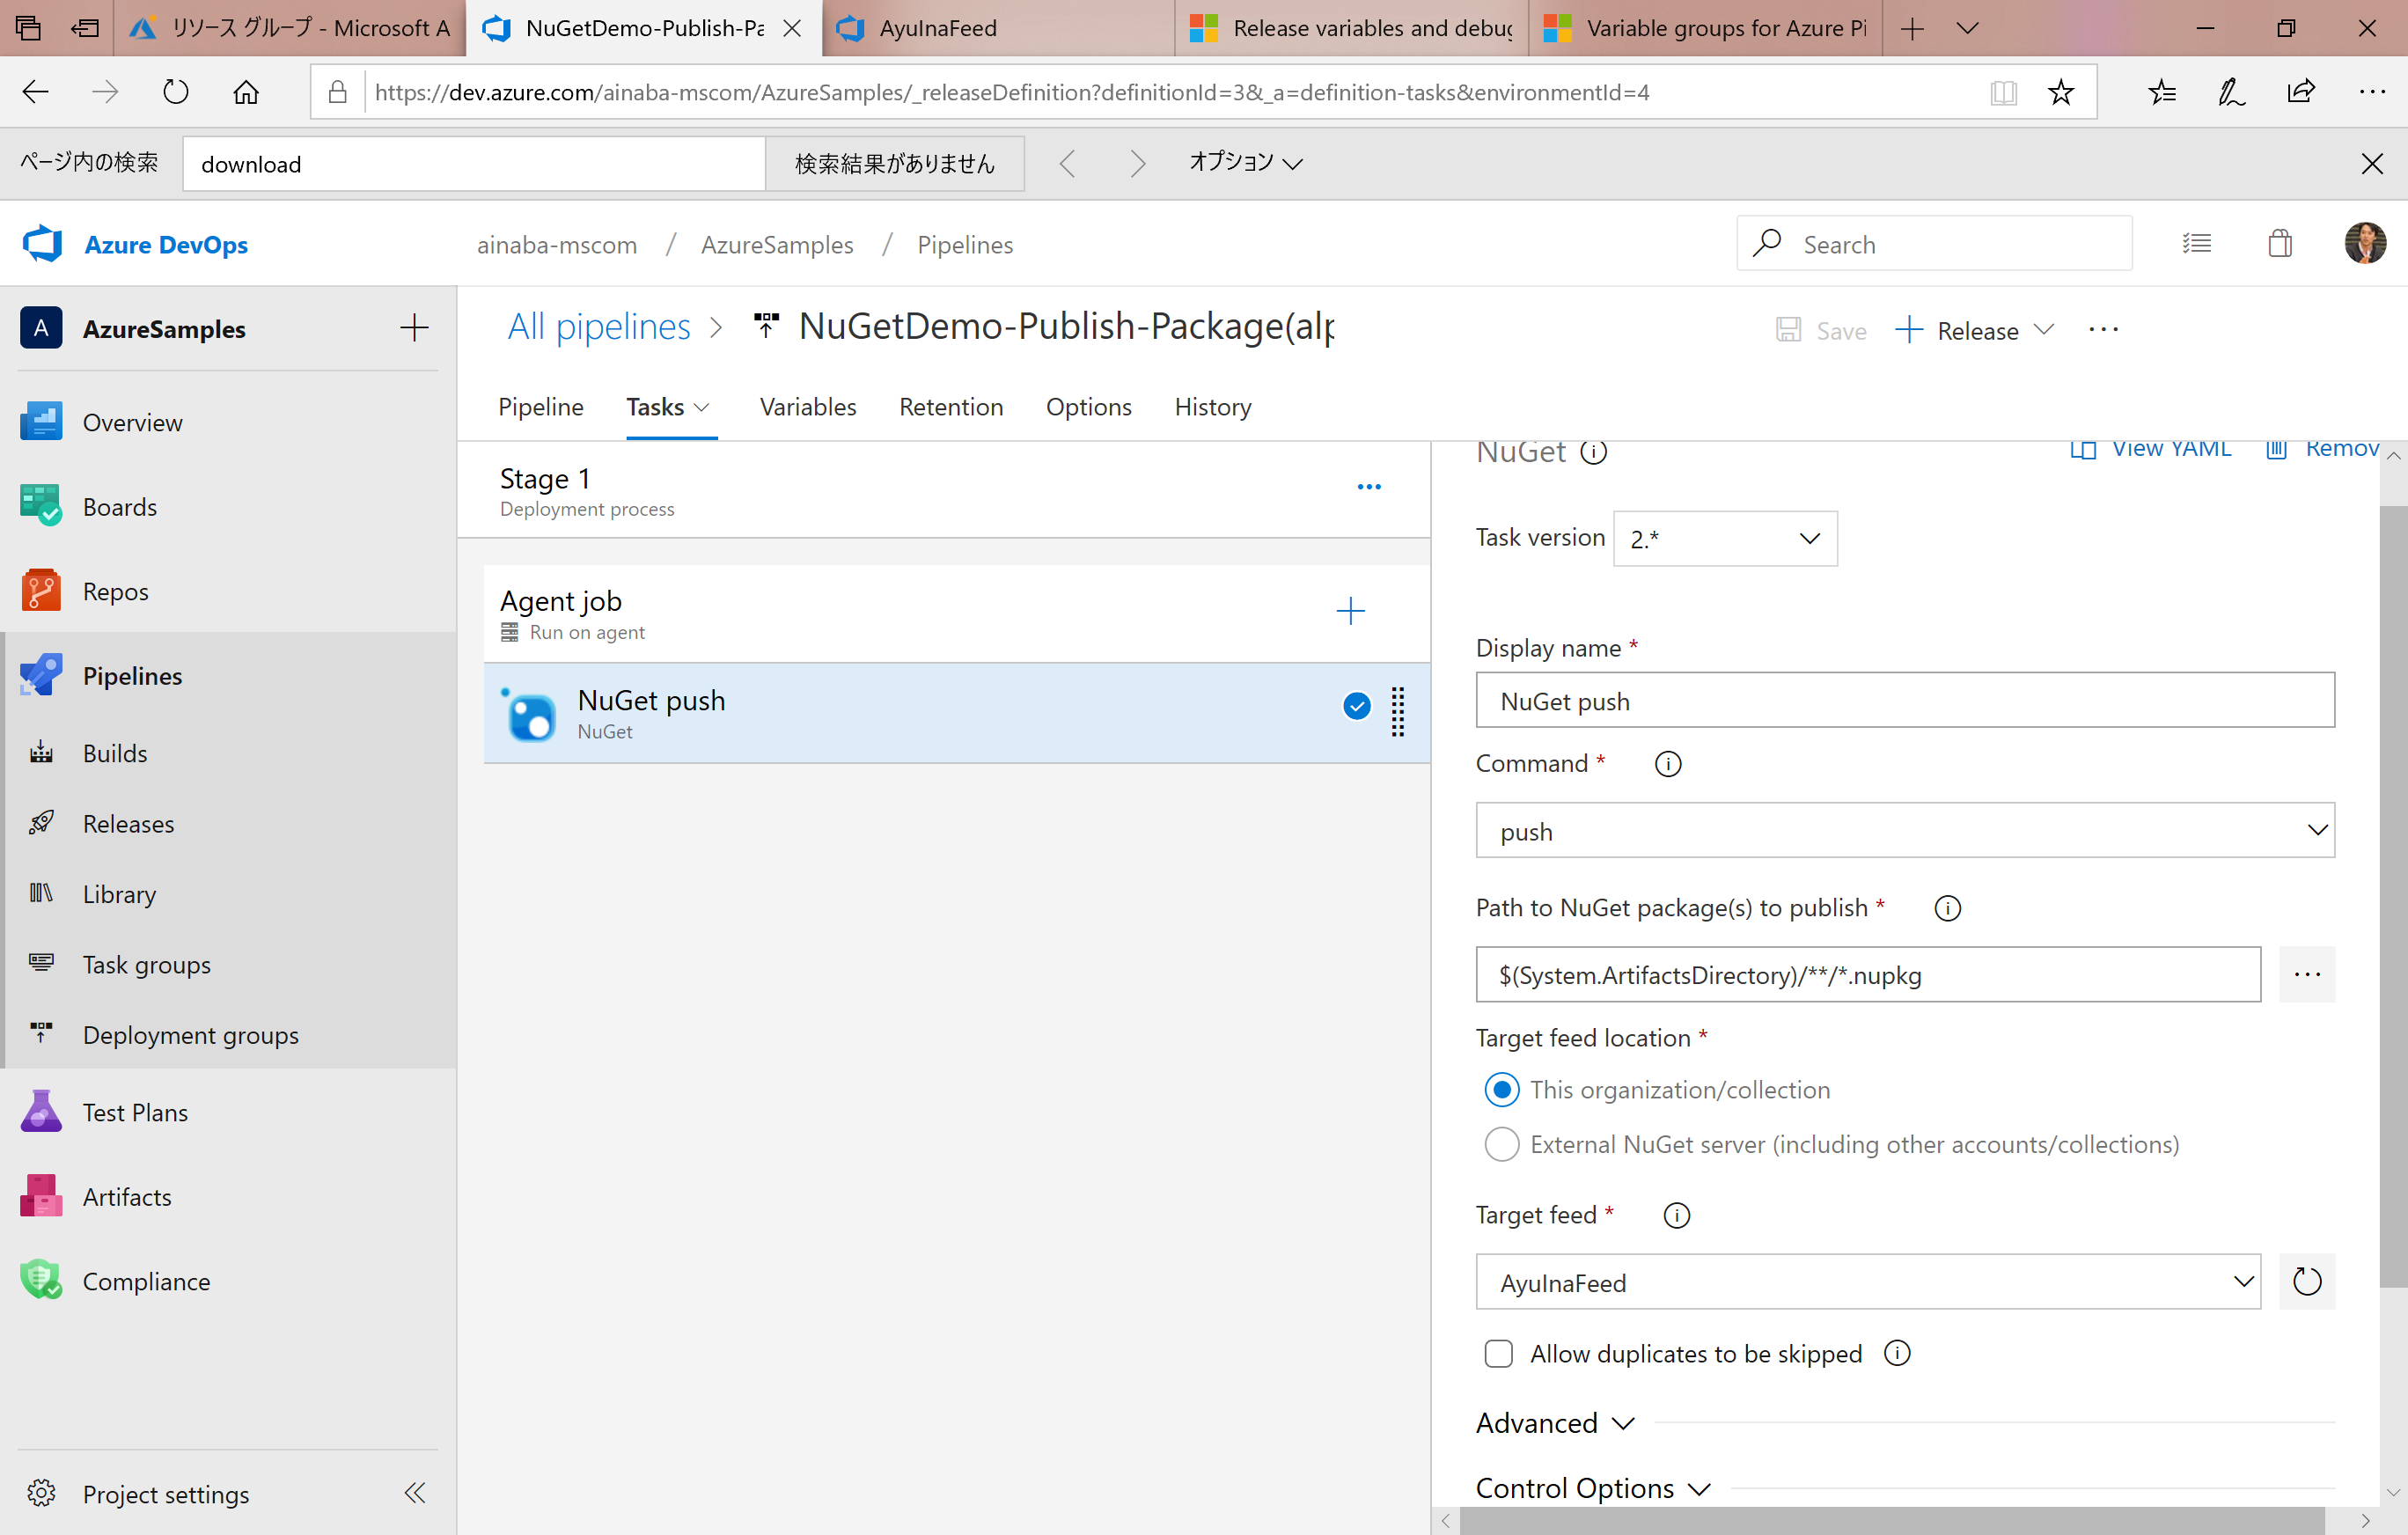 リソース グループ - Microsoft A
NuGetDemo-Publish-Pa
AyuInaFeed
Release variables and debug
Variable groups for Azure Pi
https://dev.azure.com/ainaba-mscom/AzureSamples/_releaseDefinition?definitionId=3&_a=definition-tasks&environmentId=4
ページ内の検索
download
検索結果がありません
オプション
Azure DevOps
ainaba-mscom / AzureSamples / Pipelines
Search
A
AzureSamples
Overview
Boards
Repos
Pipelines
Builds
Releases
Library
Task groups
Deployment groups
Test Plans
Artifacts
Compliance
Project settings
All pipelines > NuGetDemo-Publish-Package(alp
Save
Release
Pipeline
Tasks
Variables
Retention
Options
History
Stage 1
Deployment process
Agent job
Run on agent
NuGet push
NuGet
NuGet
View YAML
Remov
Task version
2.*
Display name *
NuGet push
Command *
push
Path to NuGet package(s) to publish *
$(System.ArtifactsDirectory)/**/*.nupkg
Target feed location *
This organization/collection
External NuGet server (including other accounts/collections)
Target feed *
AyuInaFeed
Allow duplicates to be skipped
Advanced
Control Options